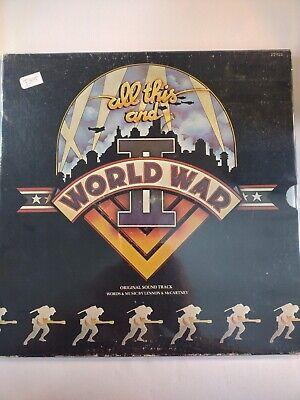 all this
and
WORLD WAR
II
ORIGINAL SOUND TRACK
WORDS & MUSIC BY LENNON & McCARTNEY